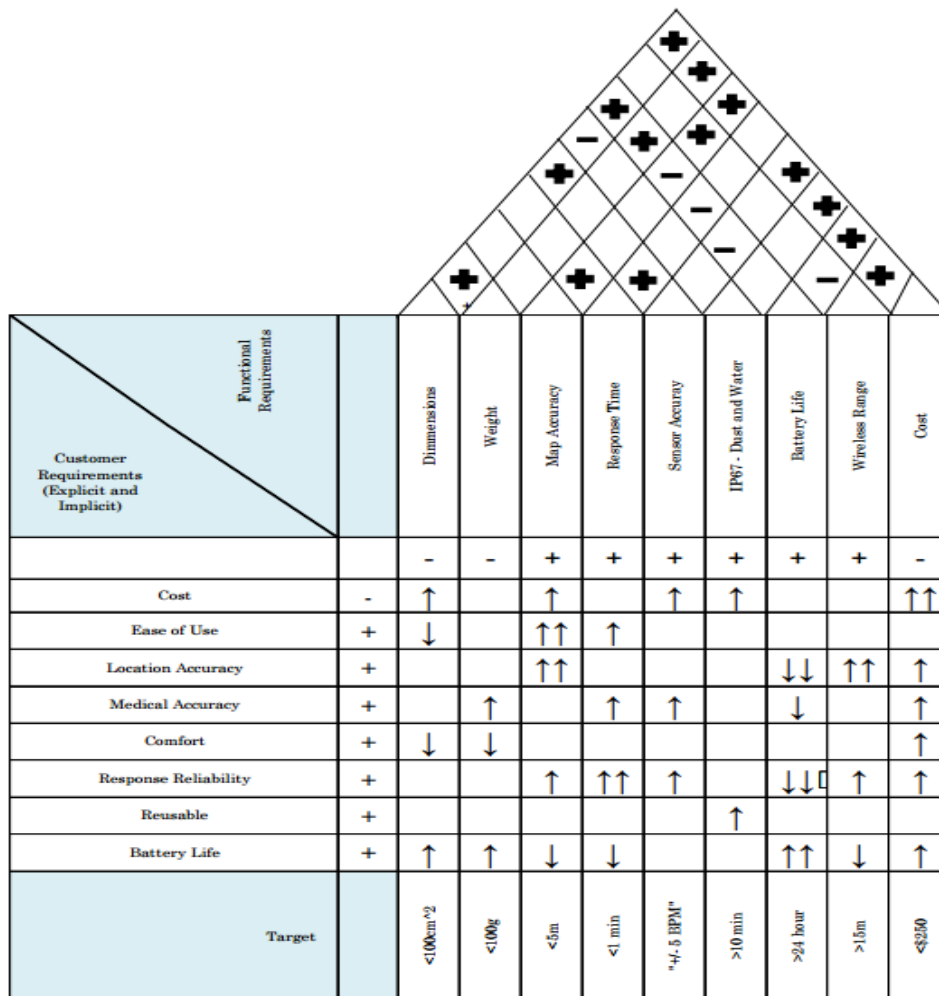 Functional
Requirements
Customer
Requirements
(Explicit and
Implicit)
Dimmensions
Weight
Map Accuracy
Response Time
Sensor Accuray
IP67 - Dust and Water
Battery Life
Wireless Range
Cost
- - + + + + + + -
Cost - ↑ ↑ ↑ ↑ ↑↑
Ease of Use + ↓ ↑↑ ↑
Location Accuracy + ↑↑ ↓↓ ↑↑ ↑
Medical Accuracy + ↑ ↑ ↑ ↓ ↑
Comfort + ↓ ↓ ↑
Response Reliability + ↑ ↑↑ ↑ ↓↓ ↑ ↑
Reusable + ↑
Battery Life + ↑ ↑ ↓ ↓ ↑↑ ↓ ↑
Target
<100cm^2
<100g
<5m
<1 min
"+/- 5 BPM"
>10 min
>24 hour
>15m
<$250